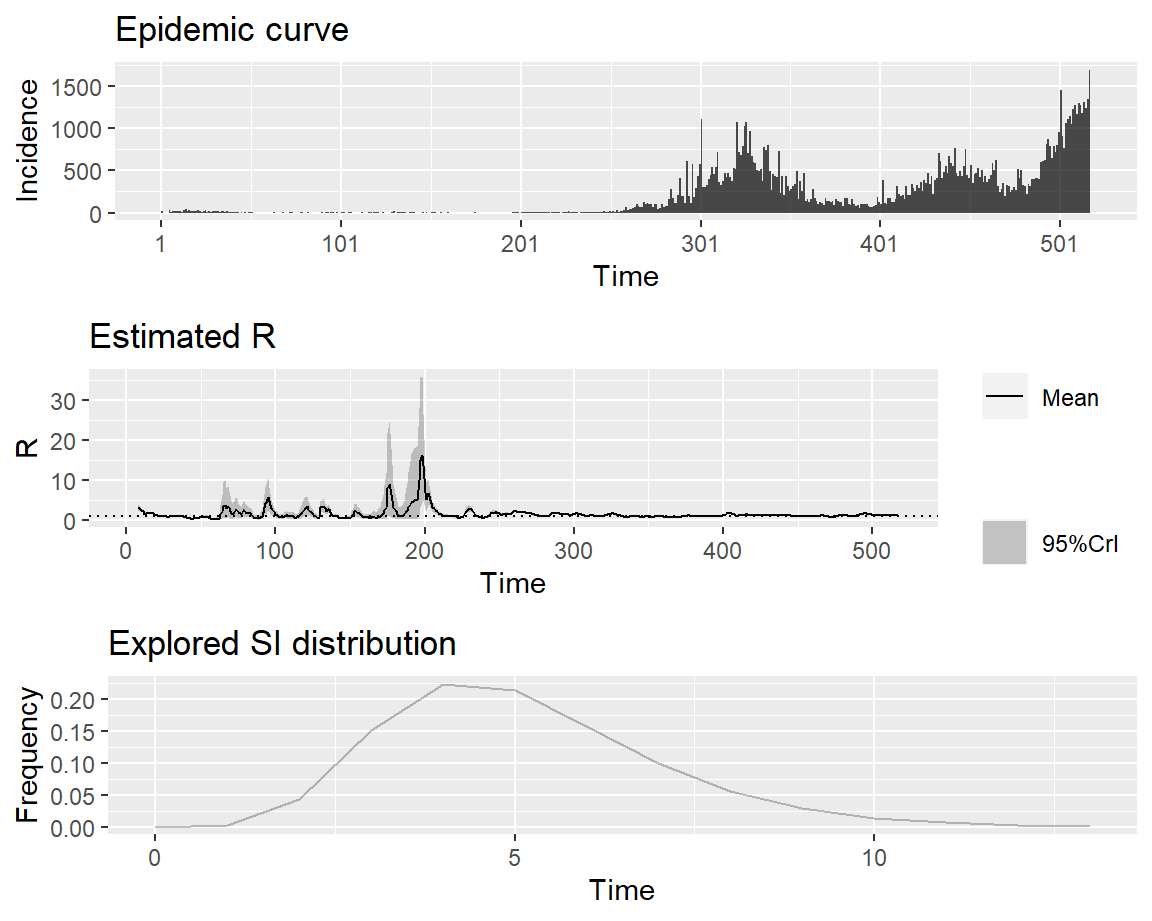 Epidemic curve
Incidence
1500
1000
500
0
1 101 201 301 401 501
Time
Estimated R
R
30
20
10
0
0 100 200 300 400 500
Time
Mean
95%CrI
Explored SI distribution
Frequency
0.20
0.15
0.10
0.05
0.00
0 5 10
Time